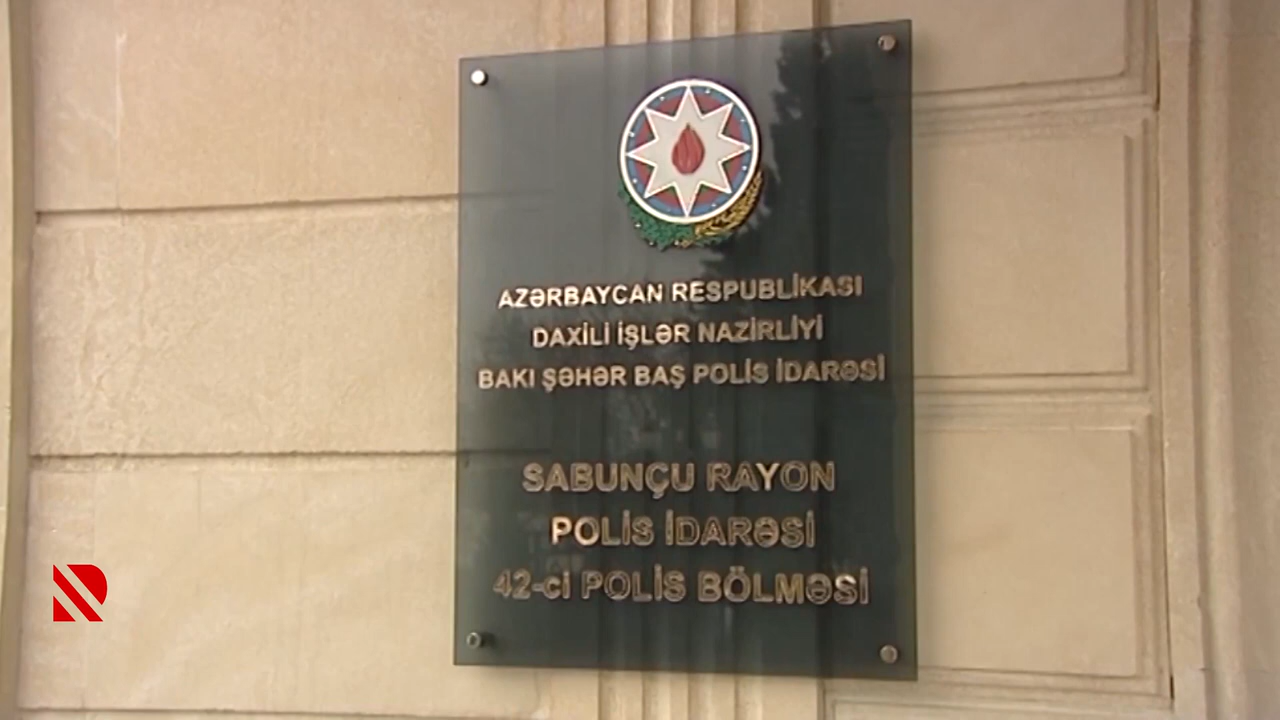 AZƏRBAYCAN RESPUBLİKASI
DAXİLİ İŞLƏR NAZİRLİYİ
BAKI ŞƏHƏR BAŞ POLİS İDARƏSİ
SABUNÇU RAYON
POLİS İDARƏSİ
42-ci POLİS BÖLMƏSİ